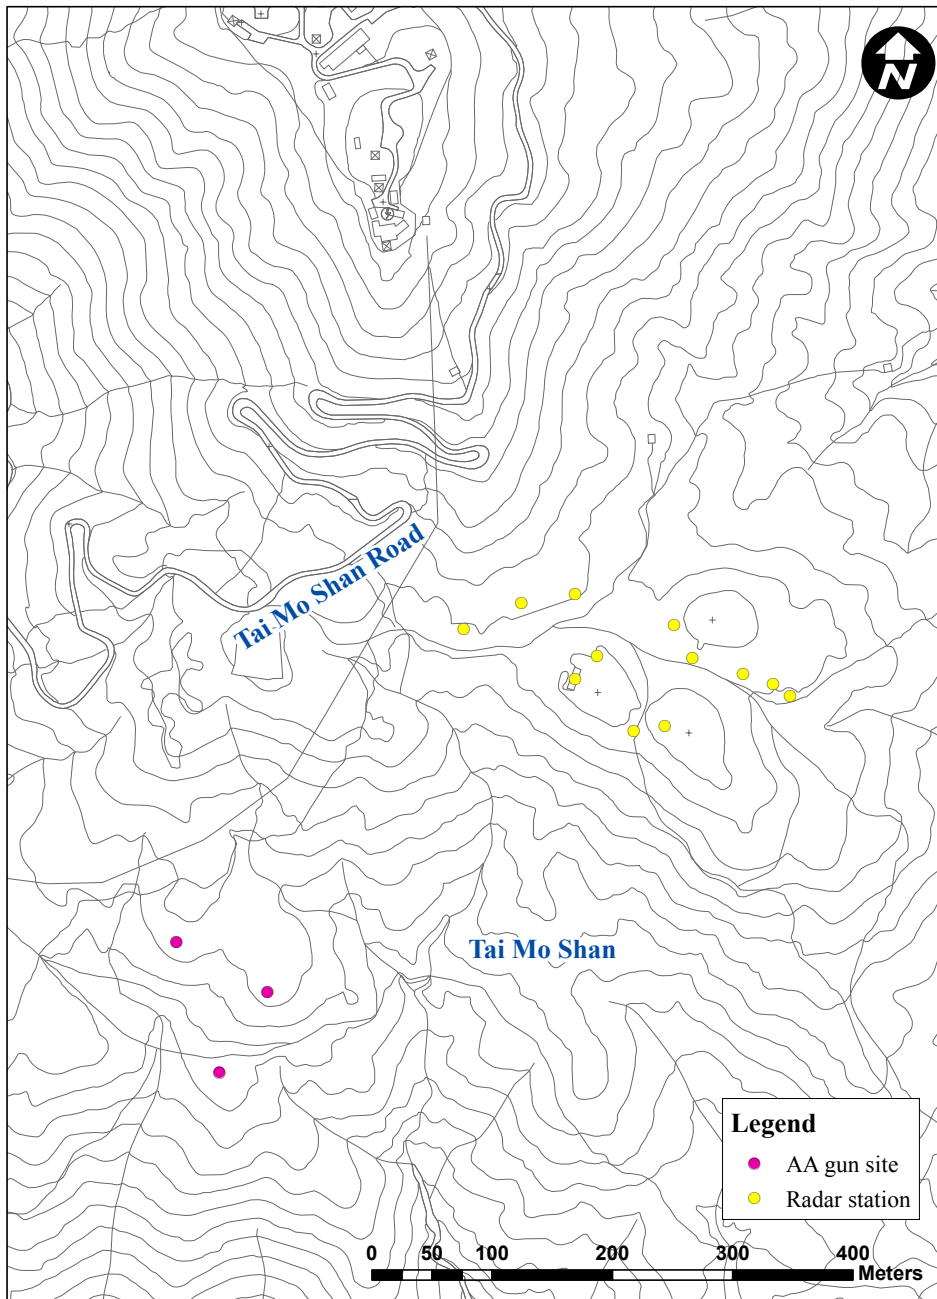 N
Tai Mo Shan Road
Tai Mo Shan
Legend
AA gun site
Radar station
0 50 100 200 300 400
Meters